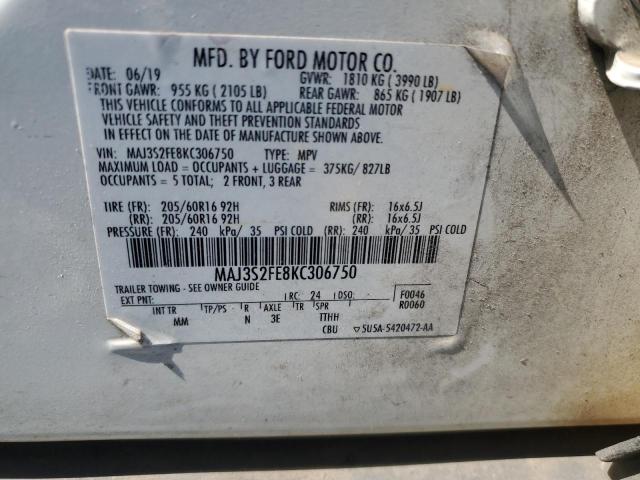 MFD. BY FORD MOTOR CO.
DATE: 06/19 GVWR: 1810 KG ( 3990 LB)
FRONT GAWR: 955 KG ( 2105 LB) REAR GAWR: 865 KG ( 1907 LB)
THIS VEHICLE CONFORMS TO ALL APPLICABLE FEDERAL MOTOR
VEHICLE SAFETY AND THEFT PREVENTION STANDARDS
IN EFFECT ON THE DATE OF MANUFACTURE SHOWN ABOVE.
VIN: MAJ3S2FE8KC306750 TYPE: MPV
MAXIMUM LOAD = OCCUPANTS + LUGGAGE = 375KG/ 827LB
OCCUPANTS = 5 TOTAL; 2 FRONT, 3 REAR
TIRE (FR): 205/60R16 92H RIMS (FR): 16x6.5J
(RR): 205/60R16 92H (RR): 16x6.5J
PRESSURE (FR): 240 kPa/ 35 PSI COLD (RR): 240 kPa/ 35 PSI COLD
MAJ3S2FE8KC306750
TRAILER TOWING - SEE OWNER GUIDE
EXT PNT: RC: 24 DSO: F0046
R0060
INT TR TP/PS R AXLE TR SPR
MM N 3E TTHH
CBU ▽5U5A-5420472-AA